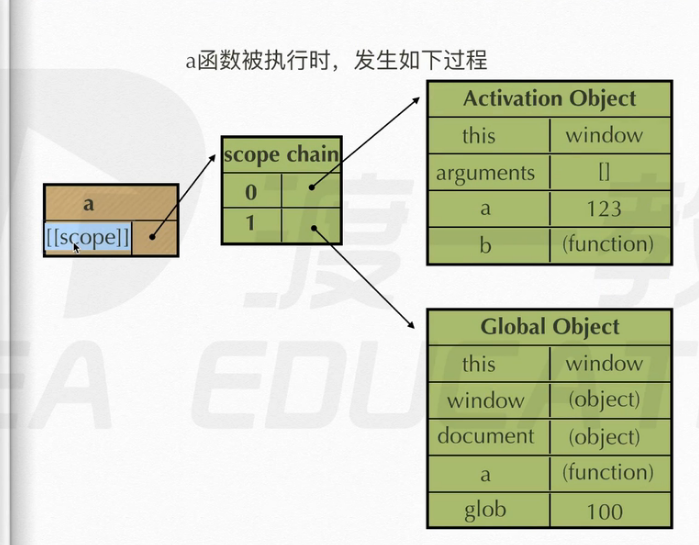 a函数被执行时，发生如下过程
Activation Object
this window
arguments []
a 123
b (function)
scope chain
0
1
a
[[scope]]
Global Object
this window
window (object)
document (object)
a (function)
glob 100
渡一教
EA EDUCAT